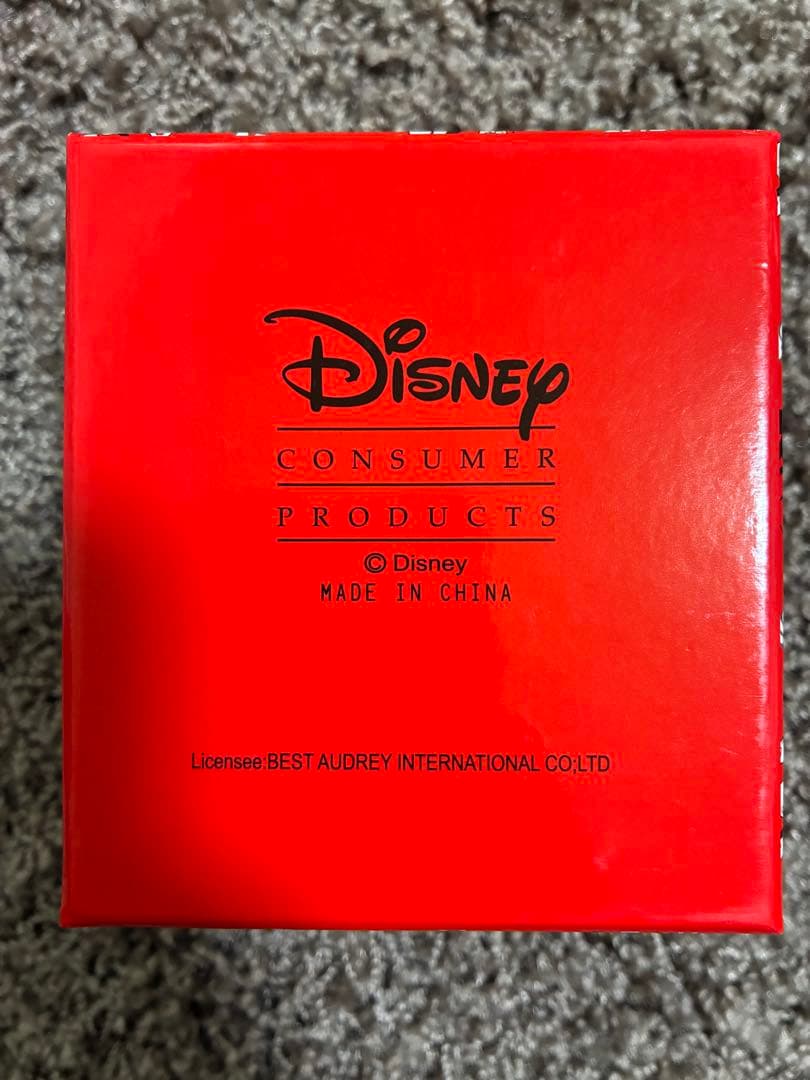 Disney
CONSUMER
PRODUCTS
© Disney
MADE IN CHINA
Licensee:BEST AUDREY INTERNATIONAL CO;LTD